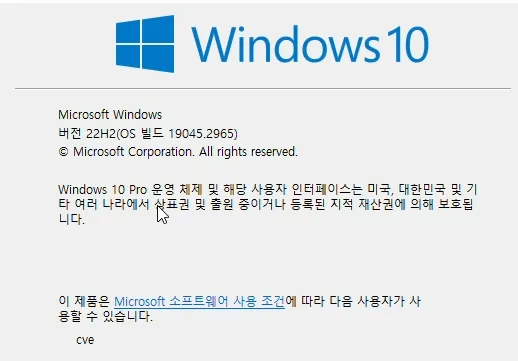 Windows 10
Microsoft Windows
버전 22H2(OS 빌드 19045.2965)
© Microsoft Corporation. All rights reserved.
Windows 10 Pro 운영 체제 및 해당 사용자 인터페이스는 미국, 대한민국 및 기
타 여러 나라에서 상표권 및 출원 중이거나 등록된 지적 재산권에 의해 보호됩
니다.
이 제품은 Microsoft 소프트웨어 사용 조건에 따라 다음 사용자가 사
용할 수 있습니다.
cve